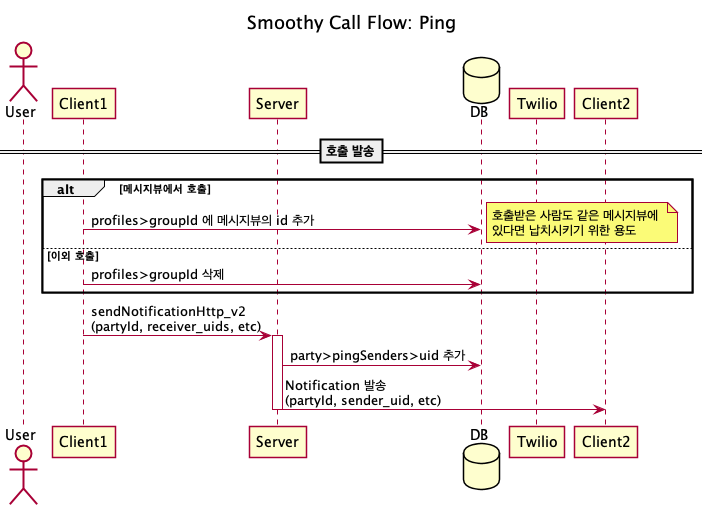 Smoothy Call Flow: Ping
User
Client1
Server
DB
Twilio
Client2
호출 발송
alt
[메시지뷰에서 호출]
profiles>groupId 에 메시지뷰의 id 추가
호출받은 사람도 같은 메시지뷰에
있다면 납치시키기 위한 용도
[이외 호출]
profiles>groupId 삭제
sendNotificationHttp_v2
(partyId, receiver_uids, etc)
party>pingSenders>uid 추가
Notification 발송
(partyId, sender_uid, etc)
User
Client1
Server
DB
Twilio
Client2